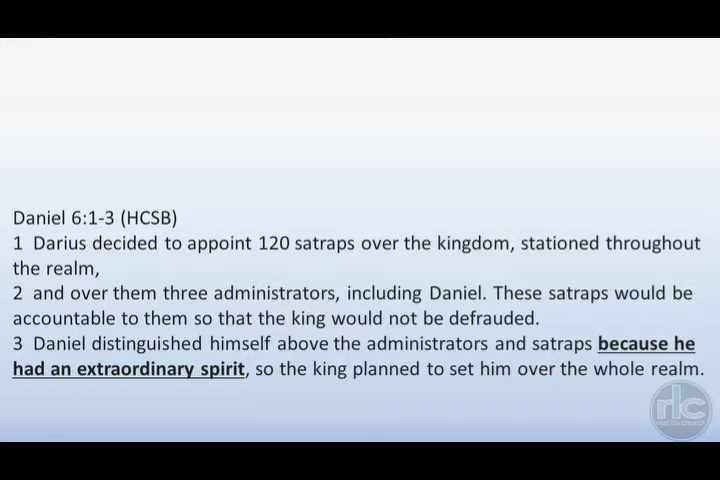 Daniel 6:1-3 (HCSB)
1 Darius decided to appoint 120 satraps over the kingdom, stationed throughout
the realm,
2 and over them three administrators, including Daniel. These satraps would be
accountable to them so that the king would not be defrauded.
3 Daniel distinguished himself above the administrators and satraps because he
had an extraordinary spirit, so the king planned to set him over the whole realm.
rlc